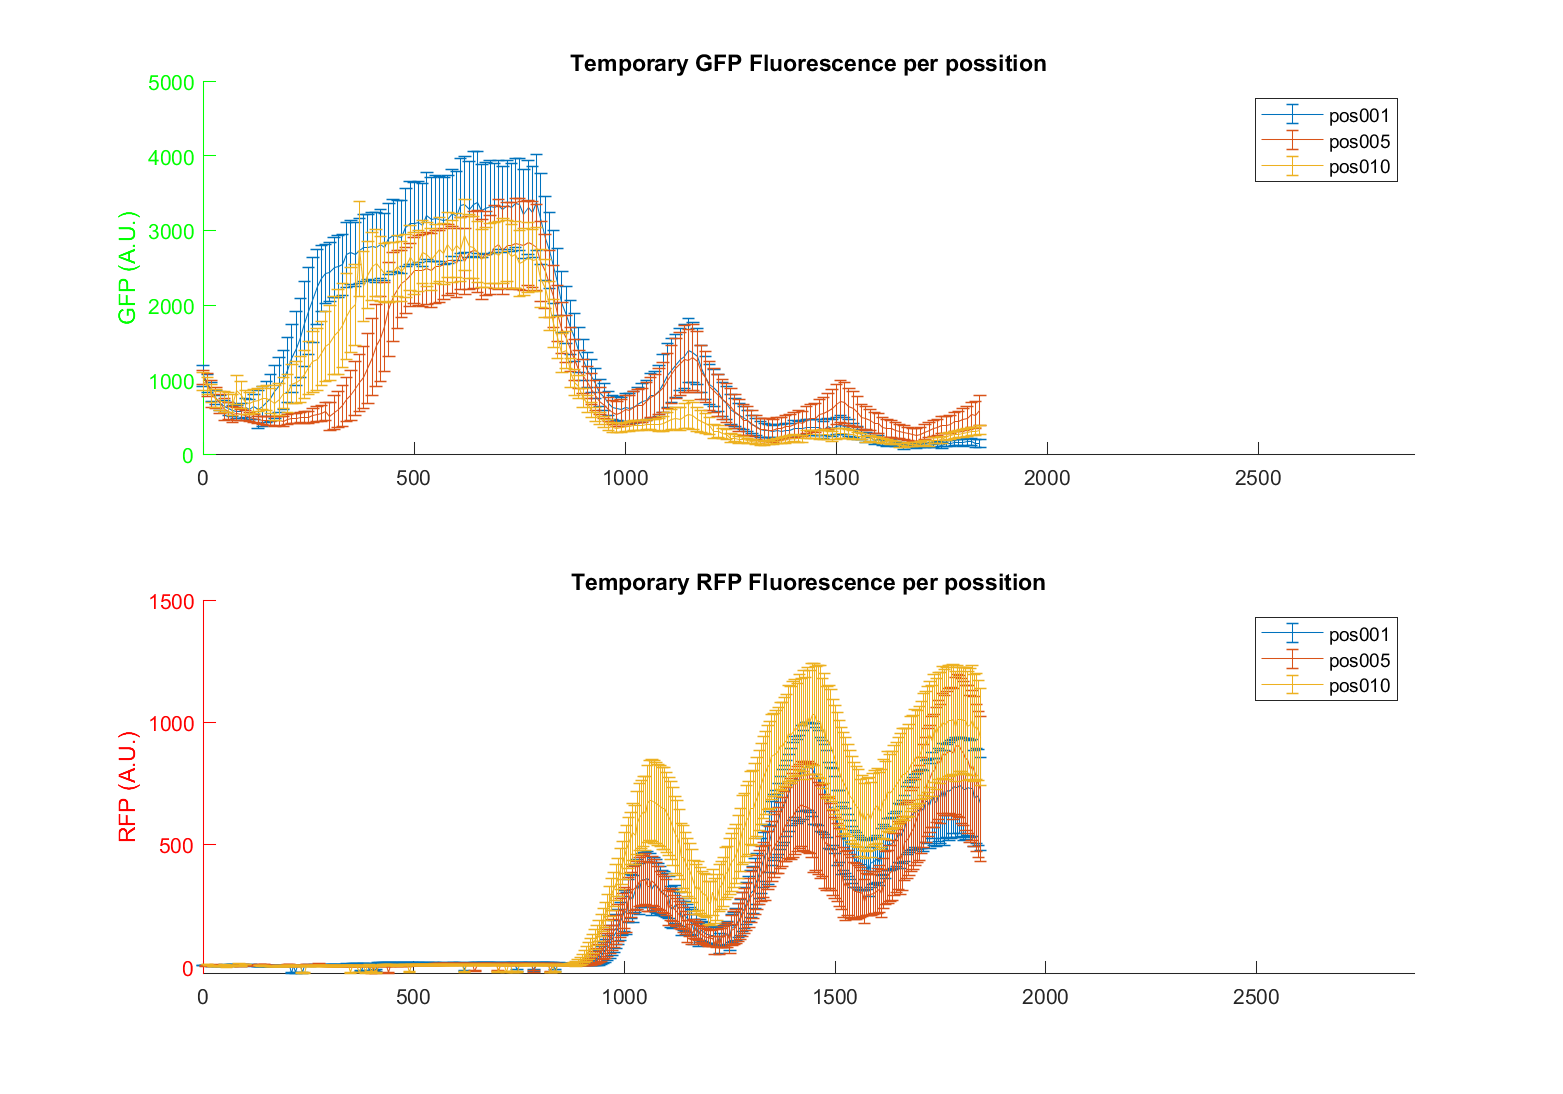 Temporary GFP Fluorescence per possition
5000
4000
3000
2000
1000
0
GFP (A.U.)
pos001
pos005
pos010
0 500 1000 1500 2000 2500
Temporary RFP Fluorescence per possition
1500
1000
500
0
RFP (A.U.)
pos001
pos005
pos010
0 500 1000 1500 2000 2500